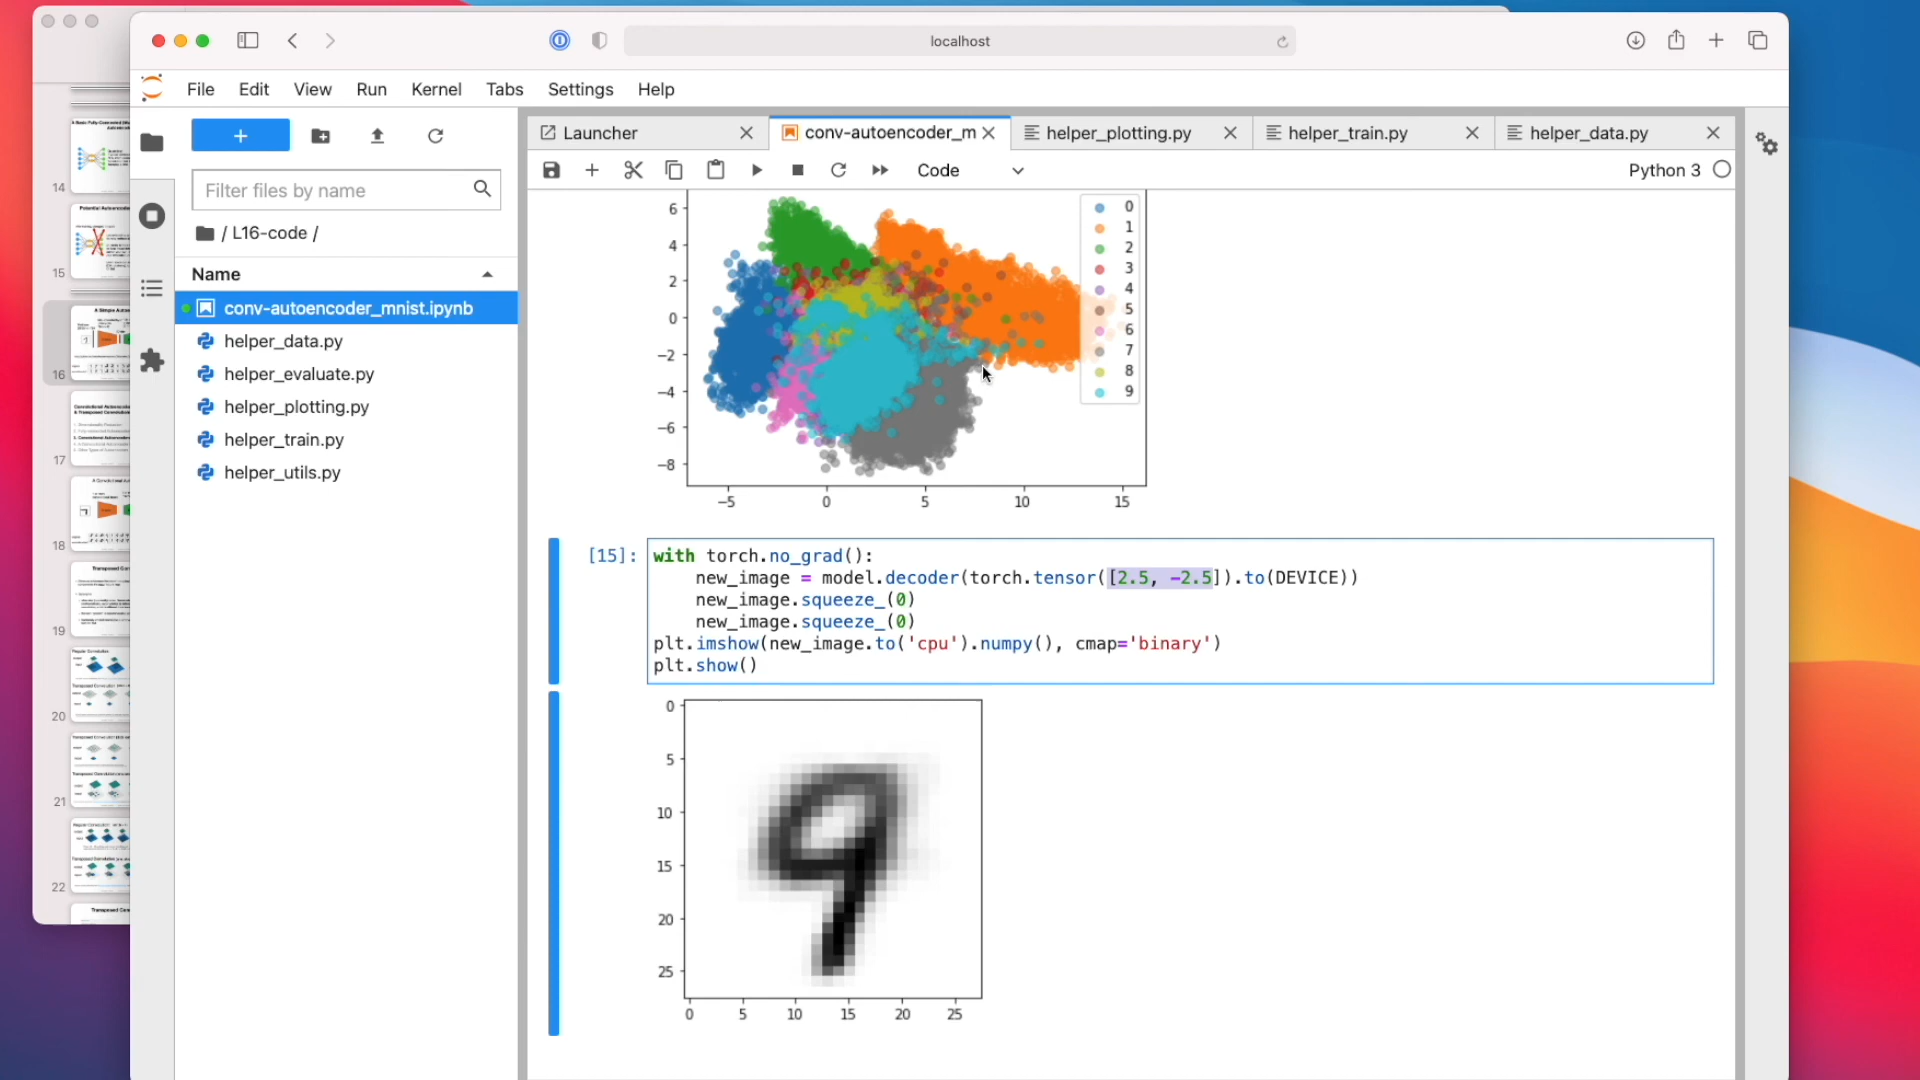 localhost
File Edit View Run Kernel Tabs Settings Help
Launcher
conv-autoencoder_m
helper_plotting.py
helper_train.py
helper_data.py
Code
Python 3
Filter files by name
/ L16-code /
Name
conv-autoencoder_mnist.ipynb
helper_data.py
helper_evaluate.py
helper_plotting.py
helper_train.py
helper_utils.py
14
15
16
17
18
19
20
21
22
6
4
2
0
−2
−4
−6
−8
−5 0 5 10 15
0
1
2
3
4
5
6
7
8
9
[15]:
with torch.no_grad():
    new_image = model.decoder(torch.tensor([2.5, -2.5]).to(DEVICE))
    new_image.squeeze_(0)
    new_image.squeeze_(0)
plt.imshow(new_image.to('cpu').numpy(), cmap='binary')
plt.show()
0
5
10
15
20
25
0 5 10 15 20 25